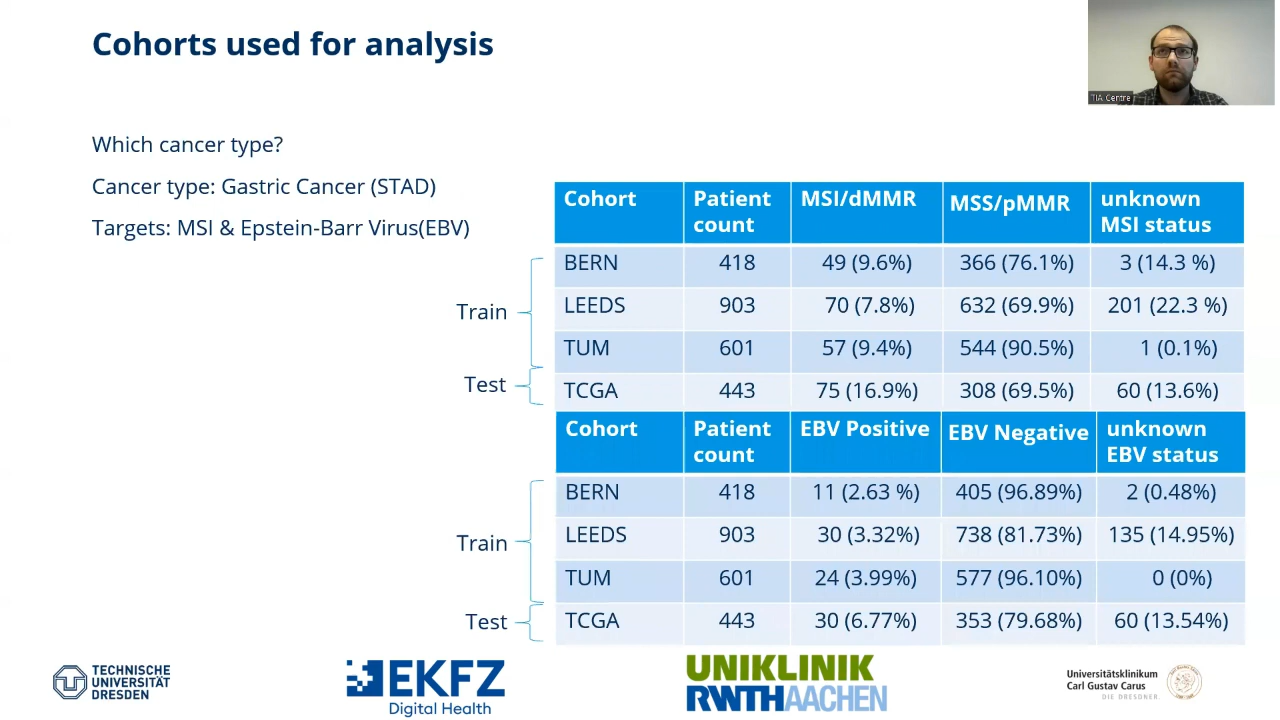 Cohorts used for analysis
TIA Centre
Which cancer type?
Cancer type: Gastric Cancer (STAD)
Targets: MSI & Epstein-Barr Virus(EBV)
Cohort Patient count MSI/dMMR MSS/pMMR unknown MSI status
BERN 418 49 (9.6%) 366 (76.1%) 3 (14.3 %)
Train
LEEDS 903 70 (7.8%) 632 (69.9%) 201 (22.3 %)
TUM 601 57 (9.4%) 544 (90.5%) 1 (0.1%)
Test
TCGA 443 75 (16.9%) 308 (69.5%) 60 (13.6%)
Cohort Patient count EBV Positive EBV Negative unknown EBV status
BERN 418 11 (2.63 %) 405 (96.89%) 2 (0.48%)
Train
LEEDS 903 30 (3.32%) 738 (81.73%) 135 (14.95%)
TUM 601 24 (3.99%) 577 (96.10%) 0 (0%)
Test
TCGA 443 30 (6.77%) 353 (79.68%) 60 (13.54%)
TECHNISCHE
UNIVERSITÄT
DRESDEN
EKFZ
Digital Health
UNIKLINIK
RWTHAACHEN
Universitätsklinikum
Carl Gustav Carus
DIE DRESDNER.